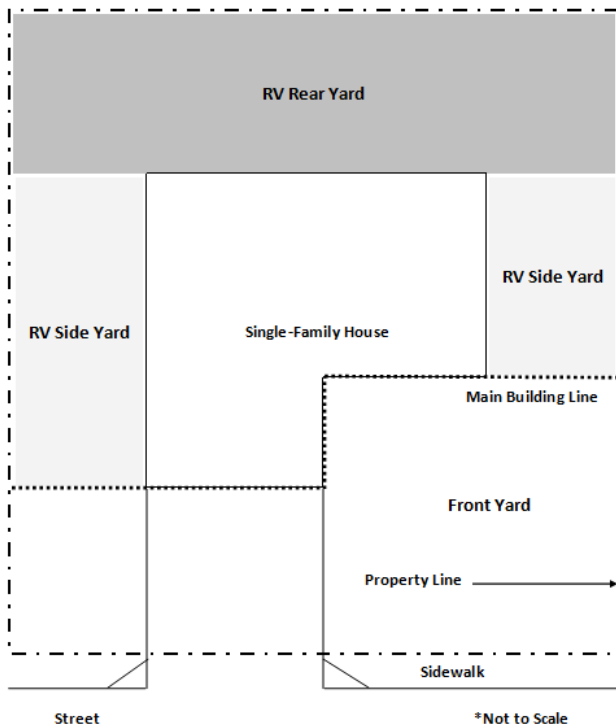 RV Rear Yard
RV Side Yard
RV Side Yard
Single-Family House
Main Building Line
Front Yard
Property Line
Sidewalk
Street
*Not to Scale